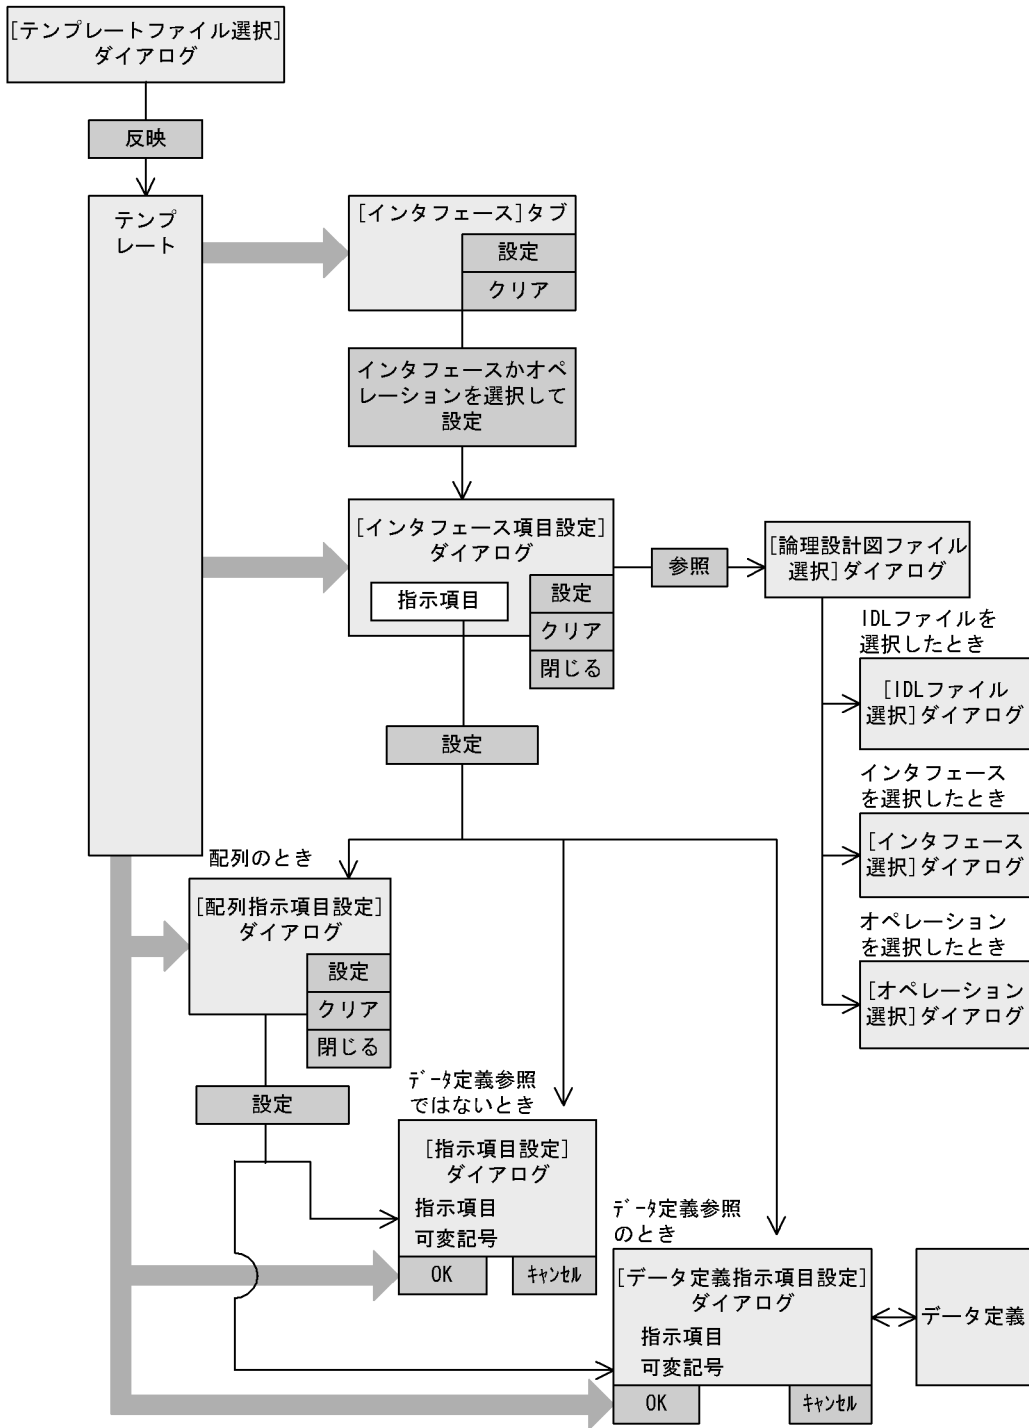 [テンプレートファイル選択]
ダイアログ
反映
テンプ
レート
[インタフェース]タブ
設定
クリア
インタフェースかオペ
レーションを選択して
設定
[インタフェース項目設定]
ダイアログ
指示項目
設定
クリア
閉じる
参照
[論理設計図ファイル
選択]ダイアログ
IDLファイルを
選択したとき
[IDLファイル
選択]ダイアログ
インタフェース
を選択したとき
[インタフェース
選択]ダイアログ
オペレーション
を選択したとき
[オペレーション
選択]ダイアログ
設定
配列のとき
[配列指示項目設定]
ダイアログ
設定
クリア
閉じる
設定
ﾃﾞｰﾀ定義参照
ではないとき
[指示項目設定]
ダイアログ
指示項目
可変記号
OK
ｷｬﾝｾﾙ
ﾃﾞｰﾀ定義参照
のとき
[データ定義指示項目設定]
ダイアログ
指示項目
可変記号
OK
ｷｬﾝｾﾙ
データ定義